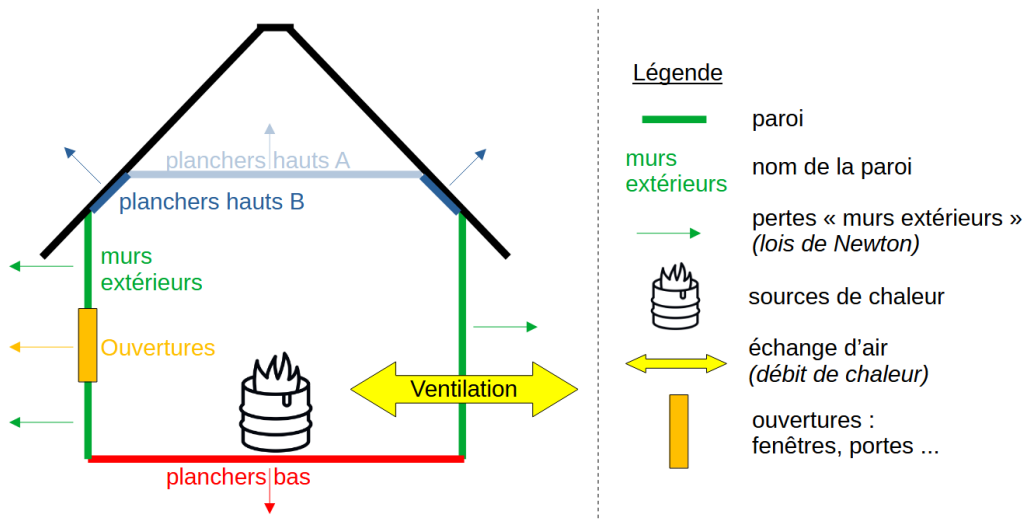 planchers hauts A
planchers hauts B
murs
extérieurs
Ouvertures
Ventilation
planchers bas
Légende
paroi
murs
extérieurs
nom de la paroi
pertes « murs extérieurs »
(lois de Newton)
sources de chaleur
échange d’air
(débit de chaleur)
ouvertures :
fenêtres, portes ...